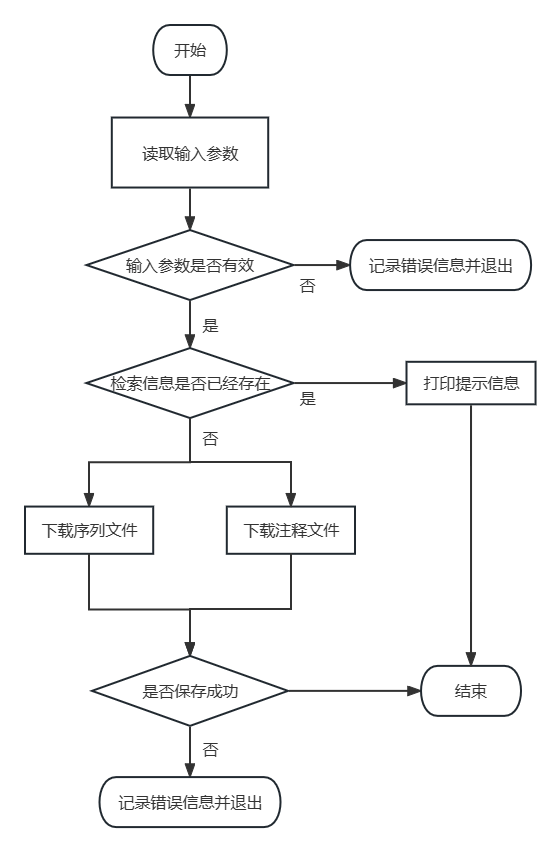 开始
读取输入参数
输入参数是否有效
否
记录错误信息并退出
是
检索信息是否已经存在
是
打印提示信息
否
下载序列文件
下载注释文件
是否保存成功
结束
否
记录错误信息并退出